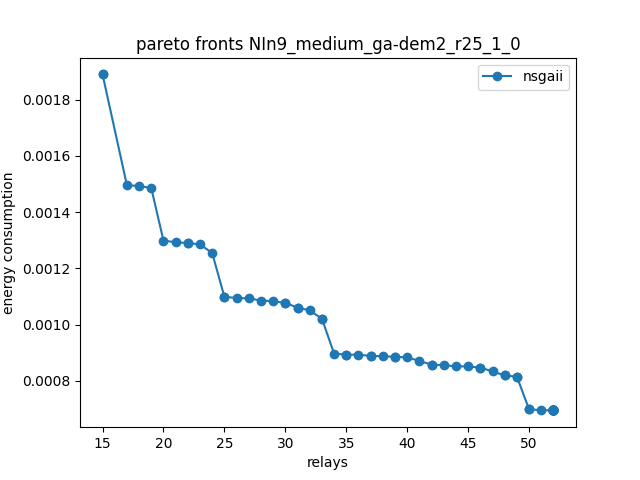 pareto fronts NIn9_medium_ga-dem2_r25_1_0
nsgaii
energy consumption
0.0018
0.0016
0.0014
0.0012
0.0010
0.0008
15 20 25 30 35 40 45 50
relays